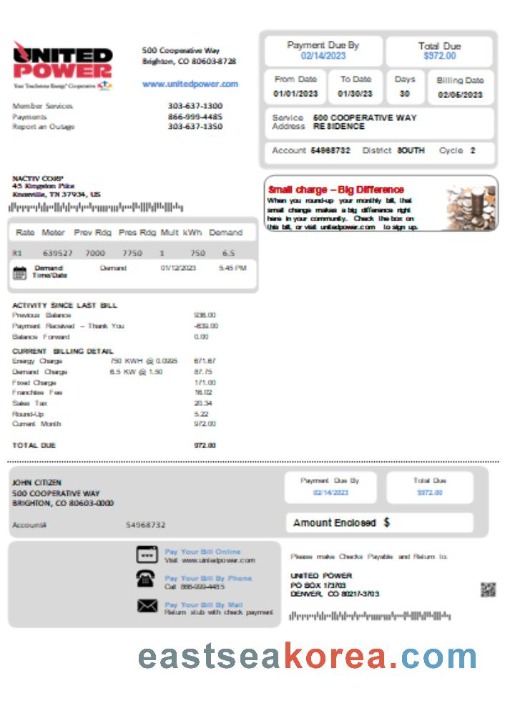 UNITED
POWER
Your Touchstone Energy® Cooperative
500 Cooperative Way
Brighton, CO 80603-8728
www.unitedpower.com
Member Services 303-637-1300
Payments 866-999-4485
Report an Outage 303-637-1350
Payment Due By Total Due
02/14/2023 $972.00
From Date To Date Days Billing Date
01/01/2023 01/30/23 30 02/05/2023
Service 500 COOPERATIVE WAY
Address RESIDENCE
Account 54968732 District SOUTH Cycle 2
NACTIV CORP
45 Kingston Pike
Knoxville, TN 37934, US
Small charge – Big Difference
When you round-up your monthly bill, that
small change makes a big difference right
here in your community. Check the box on
this bill, or visit unitedpower.com to sign up.
Rate Meter Prev Rdg Pres Rdg Mult kWh Demand
R1 639527 7000 7750 1 750 6.5
Demand Demand 01/12/2023 5:45 PM
Time/Date
ACTIVITY SINCE LAST BILL
Previous Balance
Payment Received – Thank You
Balance Forward 0.00
CURRENT BILLING DETAIL
Energy Charge 750 KWH @ 0.0995 671.67
Demand Charge 6.5 KW @ 1.50 87.75
Fixed Charge 171.00
Franchise Fee 16.02
Sales Tax 20.34
Round-Up 5.22
Current Month 972.00
TOTAL DUE 972.00
JOHN CITIZEN
500 COOPERATIVE WAY
BRIGHTON, CO 80603-0000
Account# 54968732
Payment Due By Total Due
02/14/2023 $972.00
Amount Enclosed $
Pay Your Bill Online
Visit www.unitedpower.com
Pay Your Bill By Phone
Call 866-999-4485
Pay Your Bill By Mail
Return stub with check payment
Please make Checks Payable and Return to:
UNITED POWER
PO BOX 173703
DENVER, CO 80217-3703
eastseakorea.com